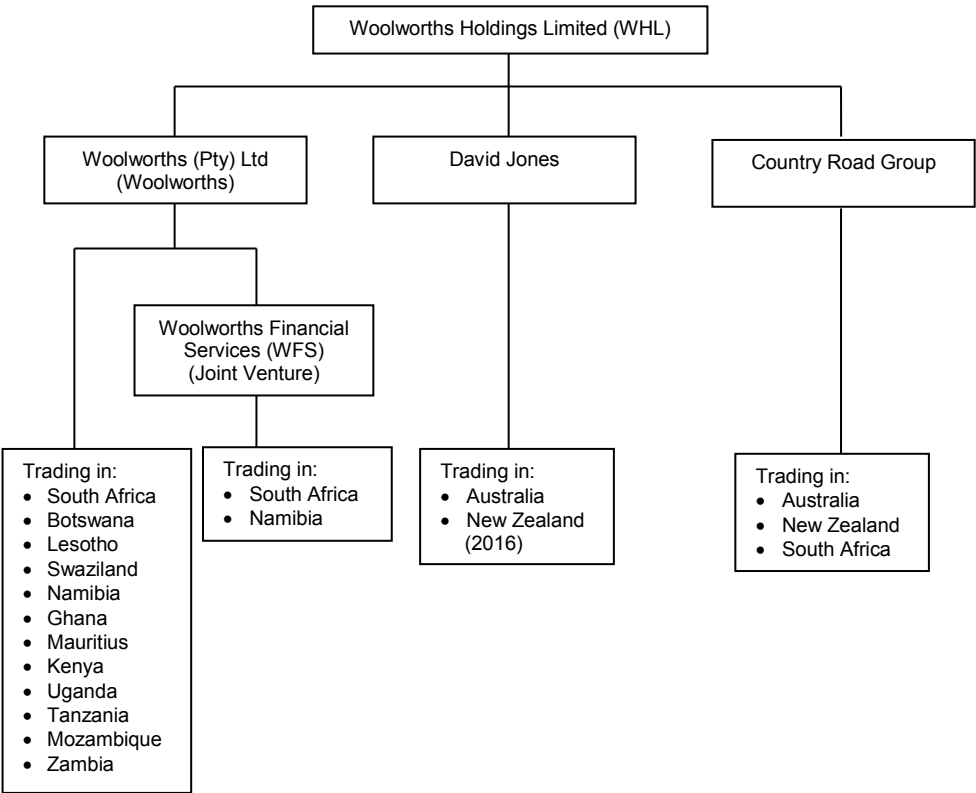 Woolworths Holdings Limited (WHL)
Woolworths (Pty) Ltd
(Woolworths)
David Jones
Country Road Group
Woolworths Financial
Services (WFS)
(Joint Venture)
Trading in:
• South Africa
• Botswana
• Lesotho
• Swaziland
• Namibia
• Ghana
• Mauritius
• Kenya
• Uganda
• Tanzania
• Mozambique
• Zambia
Trading in:
• South Africa
• Namibia
Trading in:
• Australia
• New Zealand
(2016)
Trading in:
• Australia
• New Zealand
• South Africa